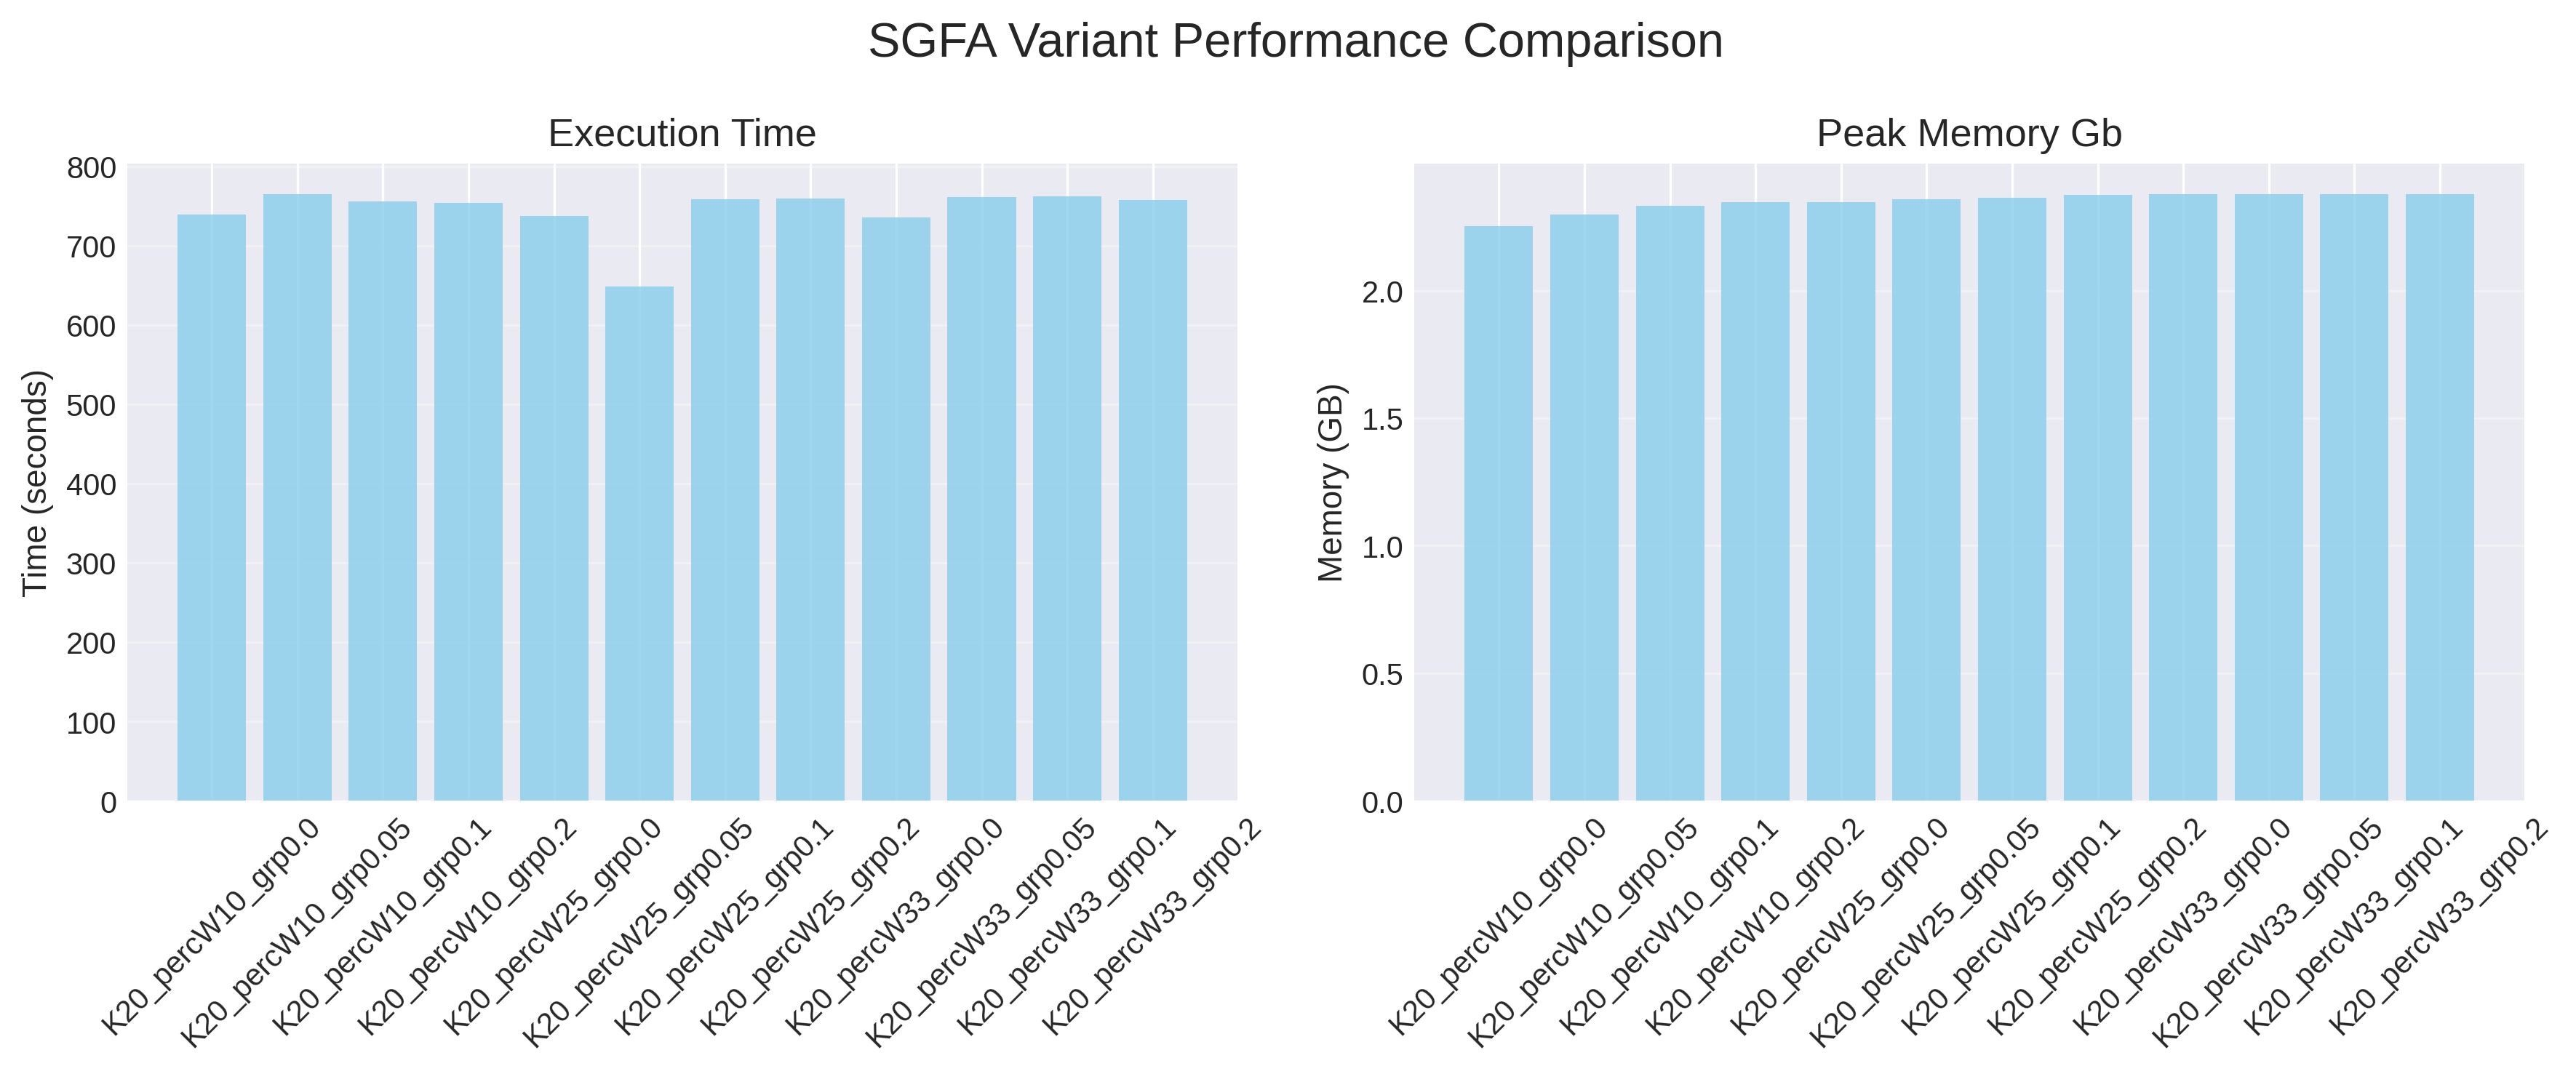 SGFA Variant Performance Comparison
Execution Time
Time (seconds)
800
700
600
500
400
300
200
100
0
K20_percW10_grp0.0
K20_percW10_grp0.05
K20_percW10_grp0.1
K20_percW10_grp0.2
K20_percW25_grp0.0
K20_percW25_grp0.05
K20_percW25_grp0.1
K20_percW25_grp0.2
K20_percW33_grp0.0
K20_percW33_grp0.05
K20_percW33_grp0.1
K20_percW33_grp0.2
Peak Memory Gb
Memory (GB)
2.0
1.5
1.0
0.5
0.0
K20_percW10_grp0.0
K20_percW10_grp0.05
K20_percW10_grp0.1
K20_percW10_grp0.2
K20_percW25_grp0.0
K20_percW25_grp0.05
K20_percW25_grp0.1
K20_percW25_grp0.2
K20_percW33_grp0.0
K20_percW33_grp0.05
K20_percW33_grp0.1
K20_percW33_grp0.2